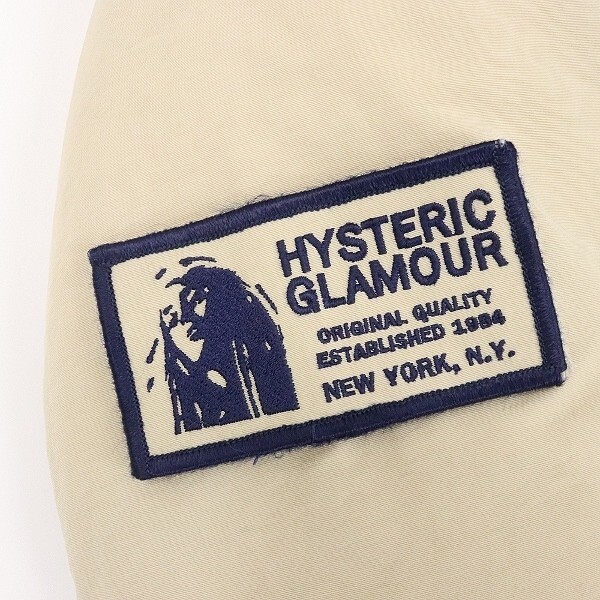 HYSTERIC
GLAMOUR
ORIGINAL QUALITY
ESTABLISHED 1984
NEW YORK, N.Y.